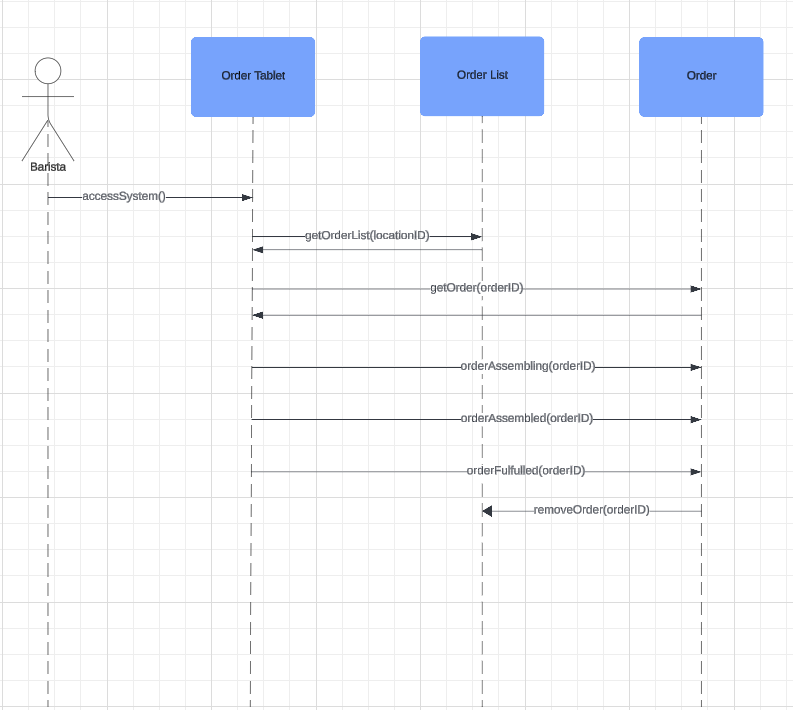 Order Tablet
Order List
Order
Barista
accessSystem()
getOrderList(locationID)
getOrder(orderID)
orderAssembling(orderID)
orderAssembled(orderID)
orderFulfulled(orderID)
removeOrder(orderID)